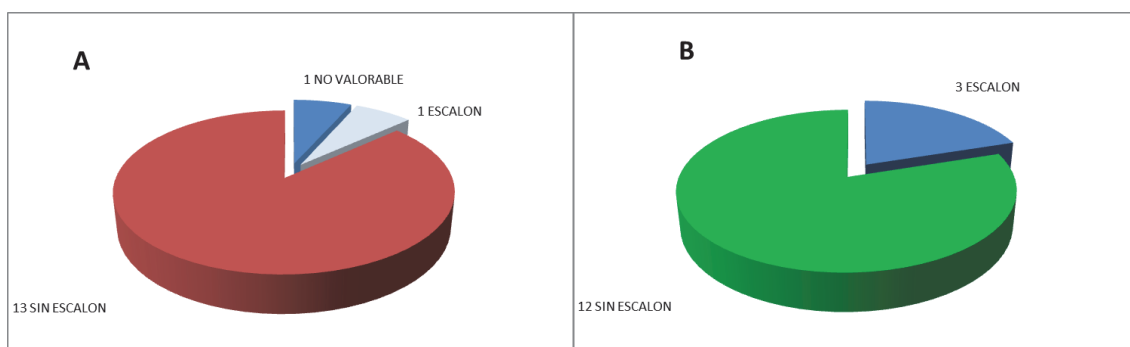 A
1 NO VALORABLE
1 ESCALON
13 SIN ESCALON
B
3 ESCALON
12 SIN ESCALON